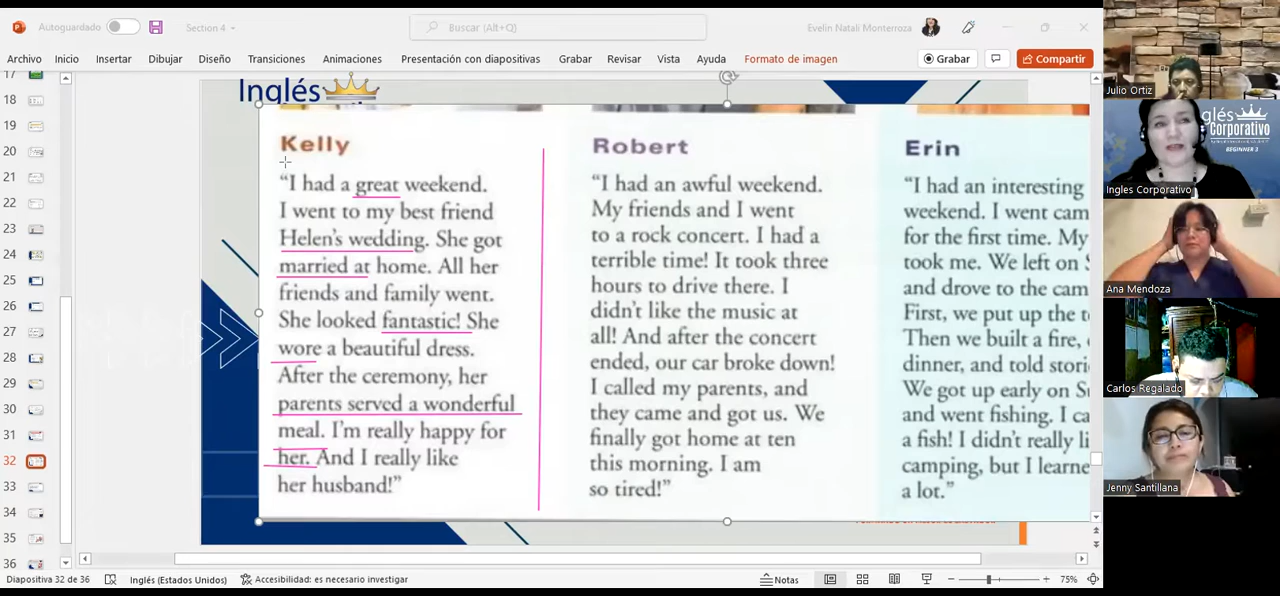 Autoguardado
Section 4
Buscar (Alt+Q)
Evelin Natali Monterroza
Archivo
Inicio
Insertar
Dibujar
Diseño
Transiciones
Animaciones
Presentación con diapositivas
Grabar
Revisar
Vista
Ayuda
Formato de imagen
Grabar
Compartir
17
18
19
20
21
22
23
24
25
26
27
28
29
30
31
32
33
34
35
36
Inglés
Kelly
“I had a great weekend.
I went to my best friend
Helen's wedding. She got
married at home. All her
friends and family went.
She looked fantastic! She
wore a beautiful dress.
After the ceremony, her
parents served a wonderful
meal. I'm really happy for
her. And I really like
her husband!”
Robert
“I had an awful weekend.
My friends and I went
to a rock concert. I had a
terrible time! It took three
hours to drive there. I
didn't like the music at
all! And after the concert
ended, our car broke down!
I called my parents, and
they came and got us. We
finally got home at ten
this morning. I am
so tired!”
Erin
“I had an interesting
weekend. I went cam
for the first time. My
took me. We left on S
and drove to the cam
First, we put up the t
Then we built a fire,
dinner, and told stori
We got up early on Su
and went fishing. I ca
a fish! I didn't really li
camping, but I learne
a lot.”
Diapositiva 32 de 36
Inglés (Estados Unidos)
Accesibilidad: es necesario investigar
Notas
75%
Julio Ortiz
glés
Corporativo
BEGINNER 3
Ingles Corporativo
Ana Mendoza
Carlos Regalado
Jenny Santillana